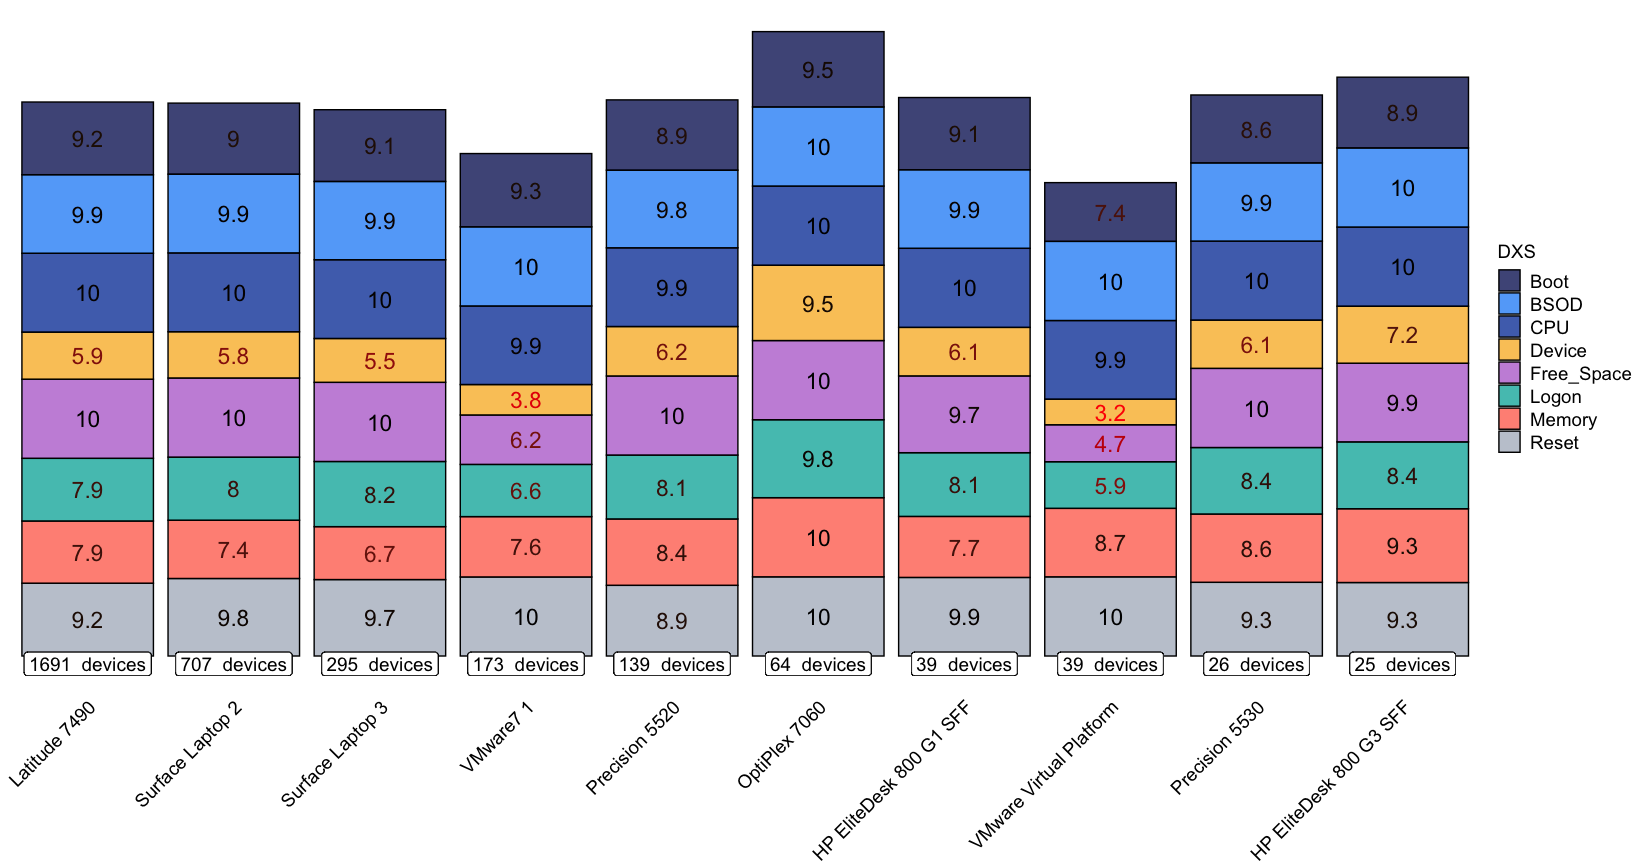 9.2
9.9
10
5.9
10
7.9
7.9
9.2
1691 devices
Latitude 7490
9
9.9
10
5.8
10
8
7.4
9.8
707 devices
Surface Laptop 2
9.1
9.9
10
5.5
10
8.2
6.7
9.7
295 devices
Surface Laptop 3
9.3
10
9.9
3.8
6.2
6.6
7.6
10
173 devices
VMware7 1
8.9
9.8
9.9
6.2
10
8.1
8.4
8.9
139 devices
Precision 5520
9.5
10
10
9.5
10
9.8
10
10
64 devices
OptiPlex 7060
9.1
9.9
10
6.1
9.7
8.1
7.7
9.9
39 devices
HP EliteDesk 800 G1 SFF
7.4
10
9.9
3.2
4.7
5.9
8.7
10
39 devices
VMware Virtual Platform
8.6
9.9
10
6.1
10
8.4
8.6
9.3
26 devices
Precision 5530
8.9
10
10
7.2
9.9
8.4
9.3
9.3
25 devices
HP EliteDesk 800 G3 SFF
DXS
Boot
BSOD
CPU
Device
Free_Space
Logon
Memory
Reset